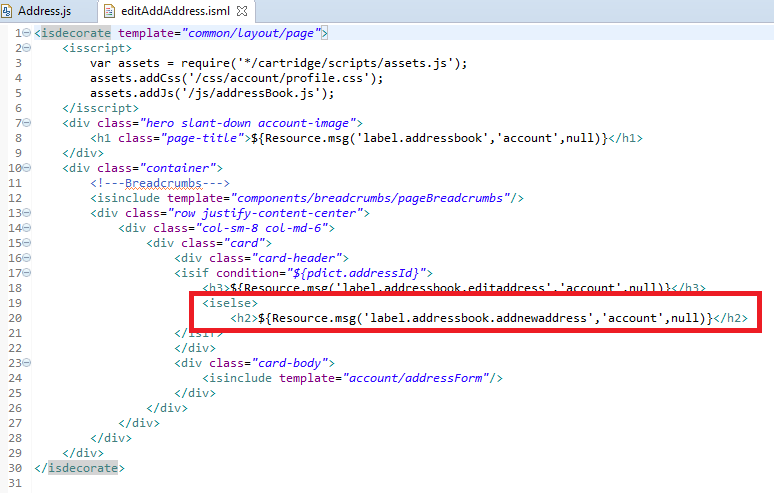 Address.js editAddAddress.isml
1 <isdecorate template="common/layout/page">
2 <isscript>
3 var assets = require('*/cartridge/scripts/assets.js');
4 assets.addCss('/css/account/profile.css');
5 assets.addJs('/js/addressBook.js');
6 </isscript>
7 <div class="hero slant-down account-image">
8 <h1 class="page-title">${Resource.msg('label.addressbook','account',null)}</h1>
9 </div>
10 <div class="container">
11 <!---Breadcrumbs--->
12 <isinclude template="components/breadcrumbs/pageBreadcrumbs"/>
13 <div class="row justify-content-center">
14 <div class="col-sm-8 col-md-6">
15 <div class="card">
16 <div class="card-header">
17 <isif condition="${pdict.addressId}">
18 <h3>${Resource.msg('label.addressbook.editaddress','account',null)}</h3>
19 <iselse>
20 <h2>${Resource.msg('label.addressbook.addnewaddress','account',null)}</h2>
21 </isif>
22 </div>
23 <div class="card-body">
24 <isinclude template="account/addressForm"/>
25 </div>
26 </div>
27 </div>
28 </div>
29 </div>
30 </isdecorate>
31